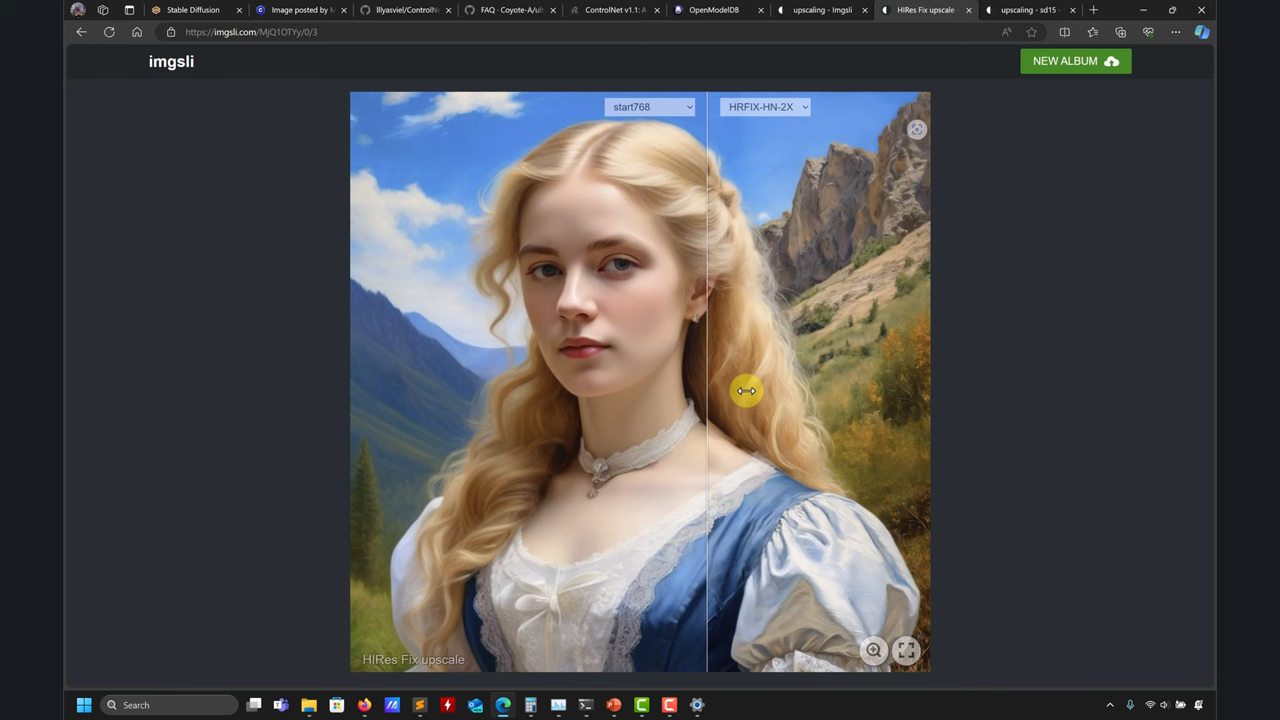 Stable Diffusion
Image posted by M
lllyasviel/ControlNe
FAQ · Coyote-A/ult
ControlNet v1.1: A
OpenModelDB
upscaling - Imgsli
HIRes Fix upscale -
upscaling - sd15 -
https://imgsli.com/MjQ1OTYy/0/3
imgsli
NEW ALBUM
start768
HRFIX-HN-2X
HIRes Fix upscale
Search